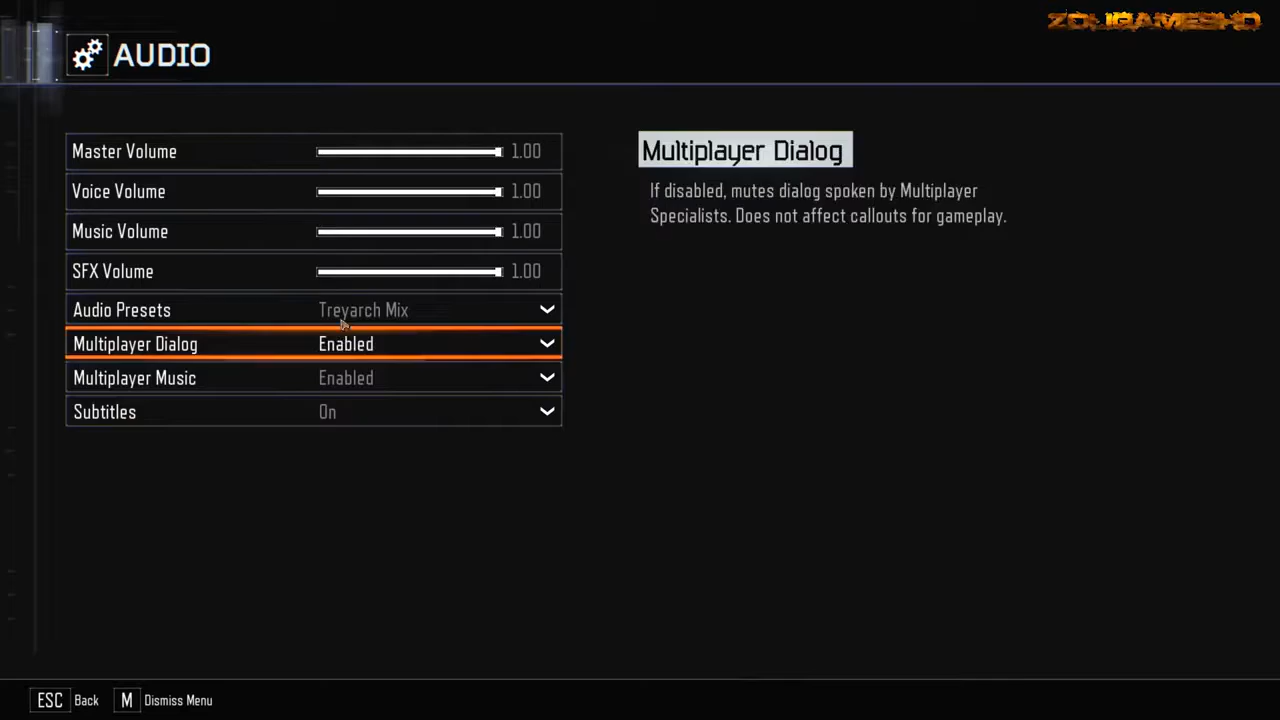 ZOLIGAMESHD
AUDIO
Master Volume 1.00
Voice Volume 1.00
Music Volume 1.00
SFX Volume 1.00
Audio Presets Treyarch Mix
Multiplayer Dialog Enabled
Multiplayer Music Enabled
Subtitles On
Multiplayer Dialog
If disabled, mutes dialog spoken by Multiplayer
Specialists. Does not affect callouts for gameplay.
ESC Back M Dismiss Menu